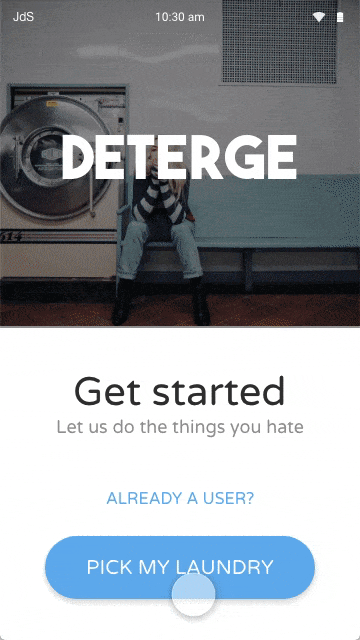 JdS
10:30 am
DETERGE
Get started
Let us do the things you hate
ALREADY A USER?
PICK MY LAUNDRY